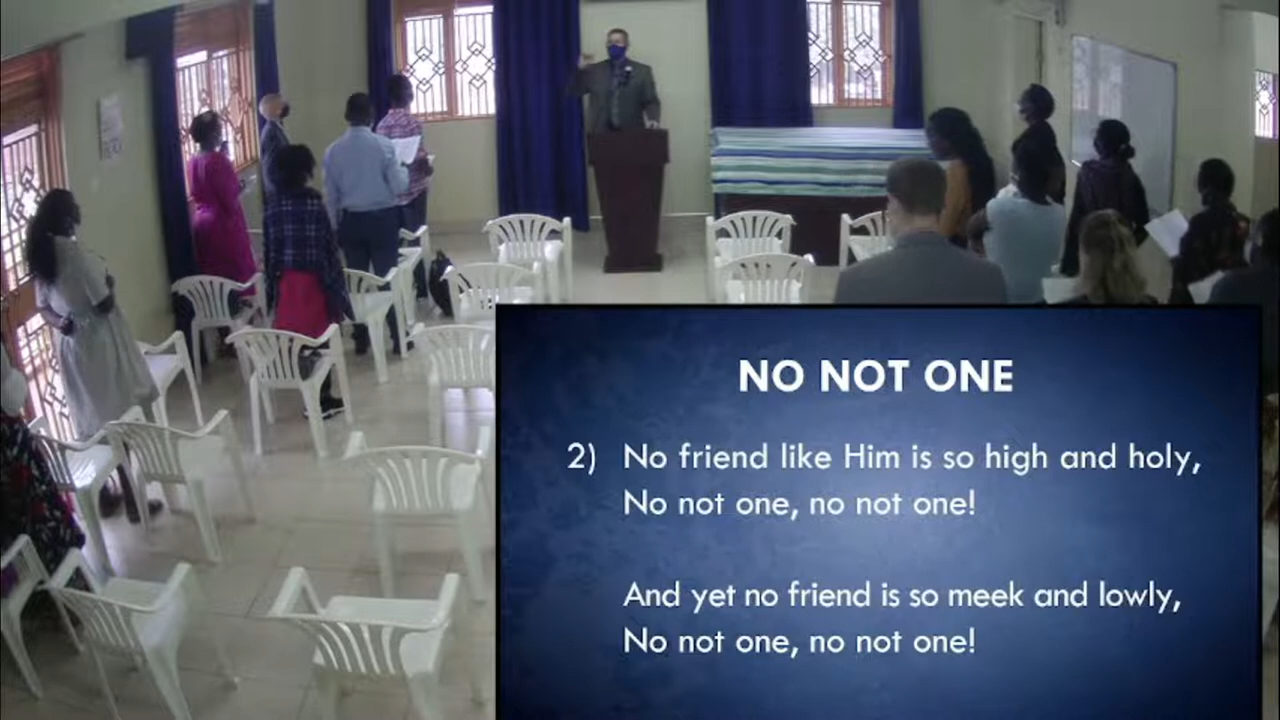 NO NOT ONE
2) No friend like Him is so high and holy,
No not one, no not one!
And yet no friend is so meek and lowly,
No not one, no not one!